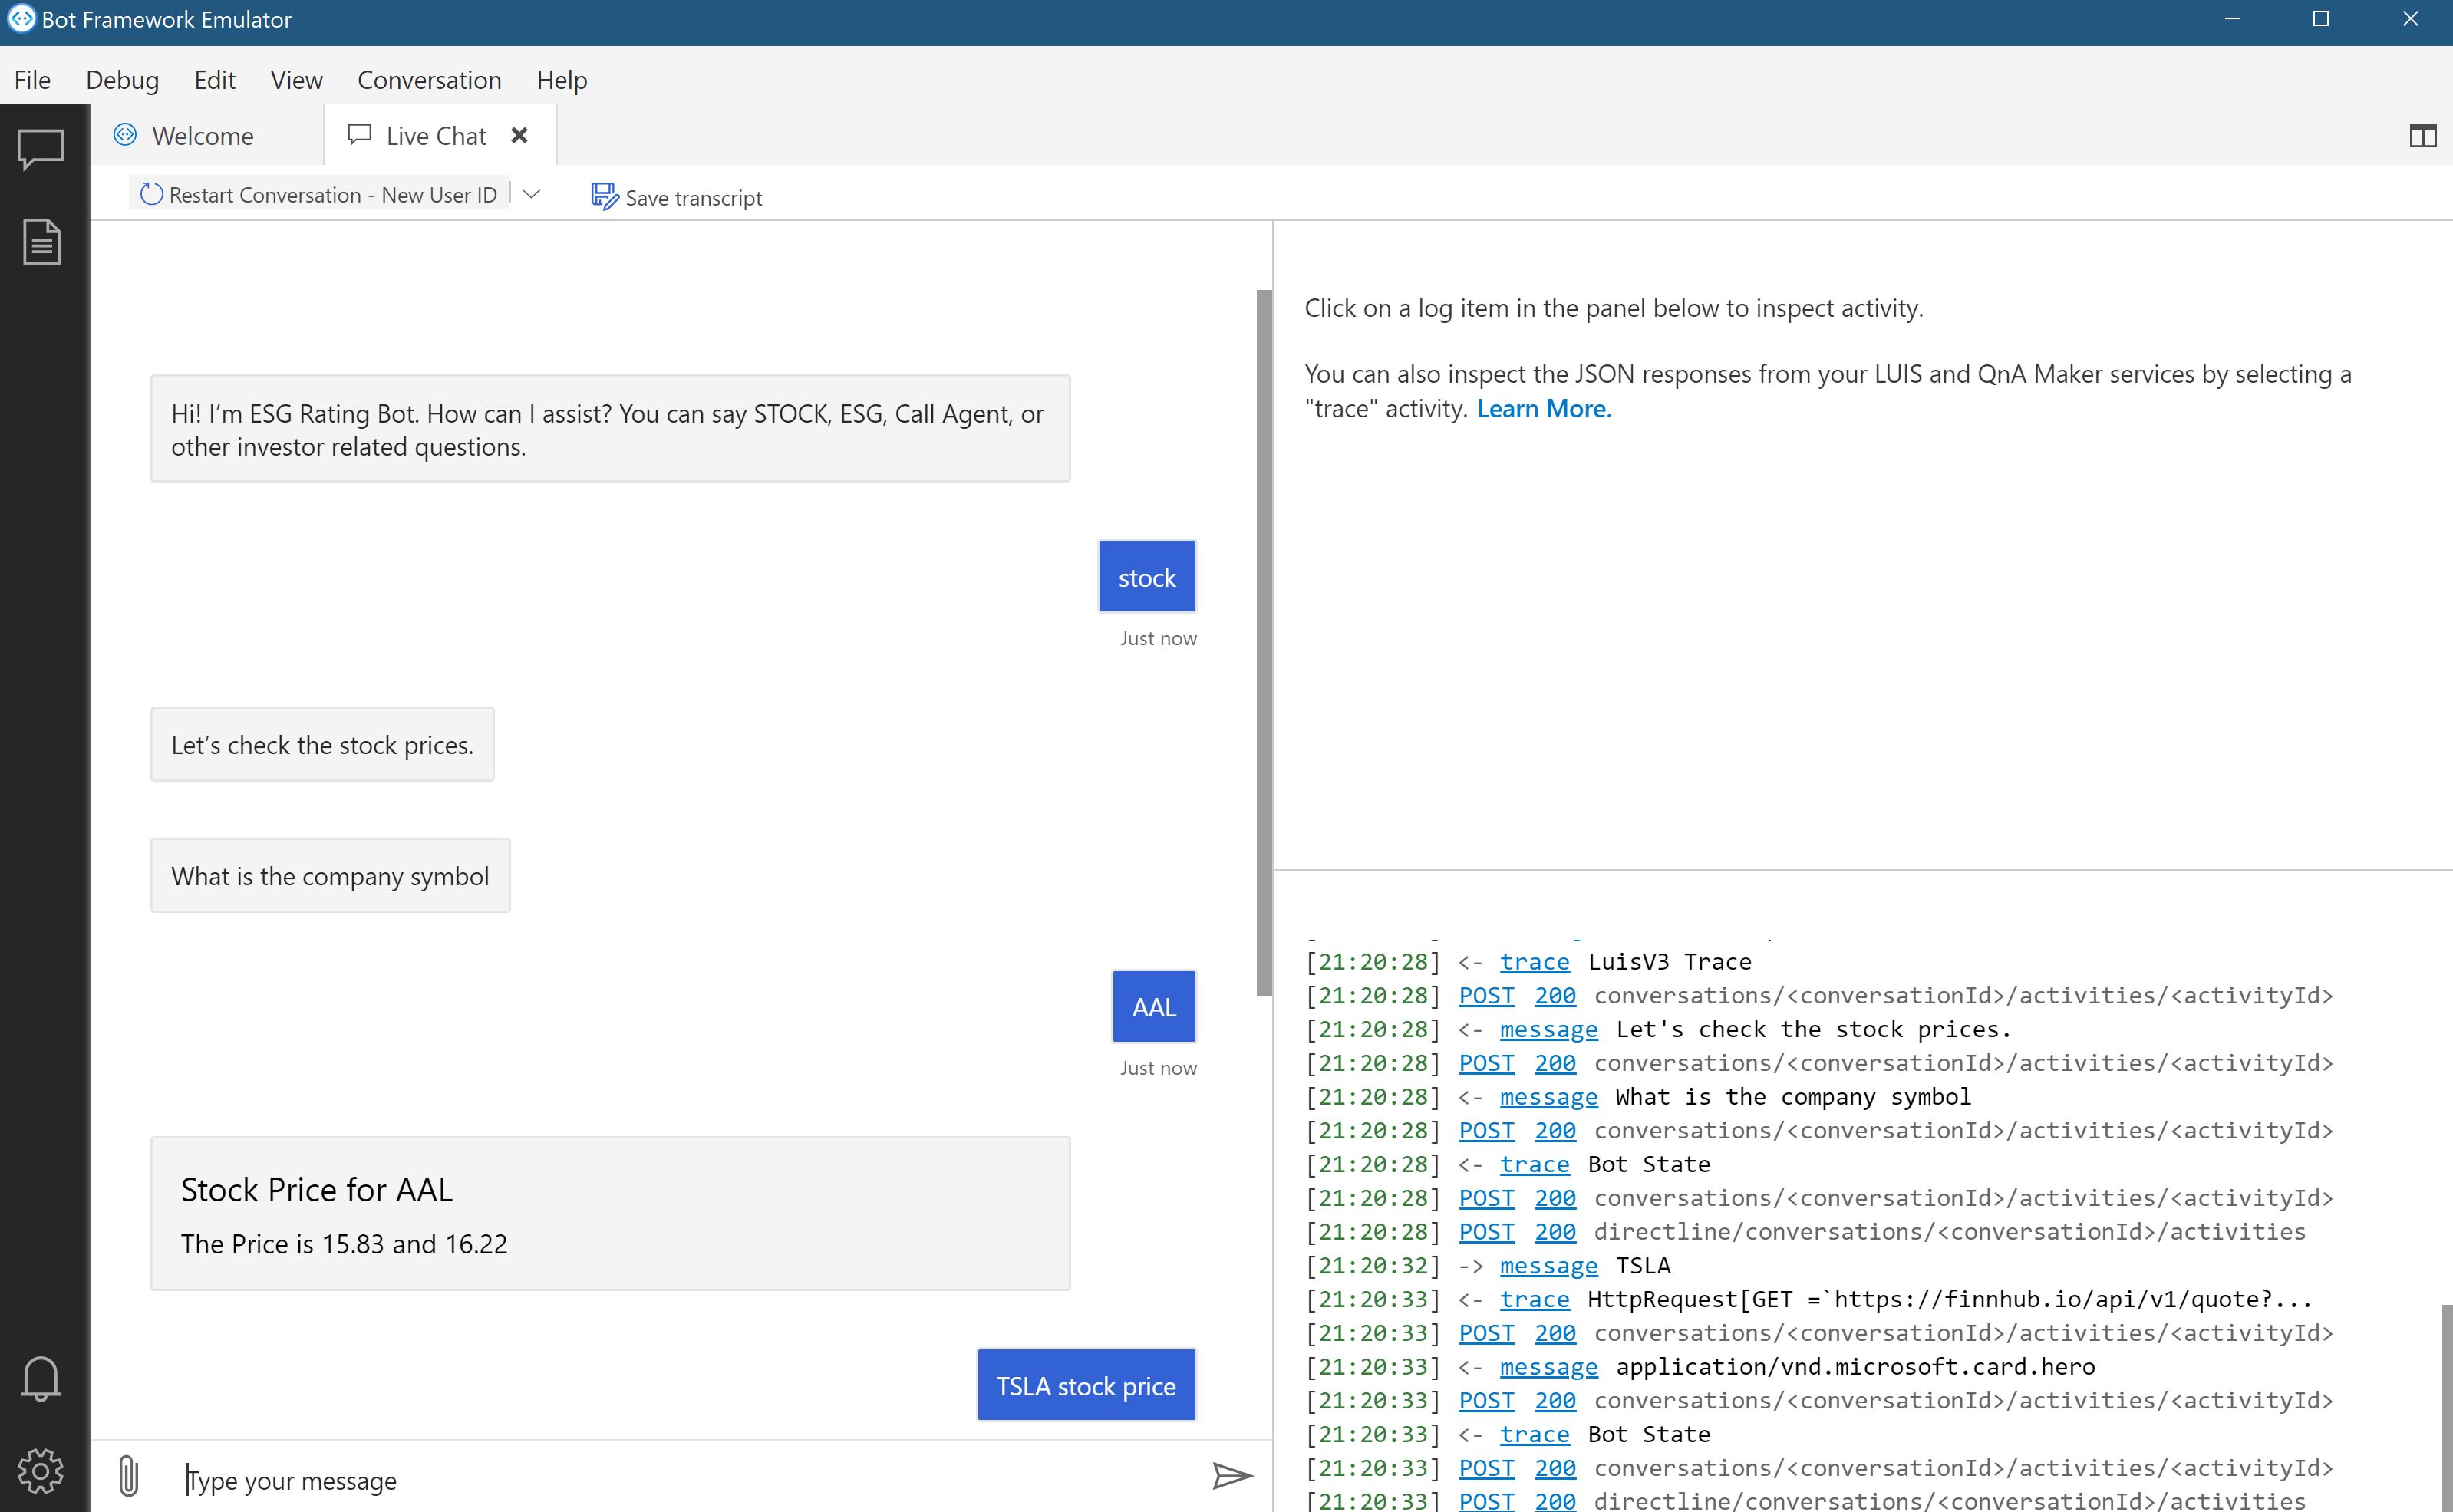 Bot Framework Emulator
File Debug Edit View Conversation Help
Welcome
Live Chat
Restart Conversation - New User ID
Save transcript
Hi! I’m ESG Rating Bot. How can I assist? You can say STOCK, ESG, Call Agent, or
other investor related questions.
stock
Just now
Let’s check the stock prices.
What is the company symbol
AAL
Just now
Stock Price for AAL
The Price is 15.83 and 16.22
TSLA stock price
Type your message
Click on a log item in the panel below to inspect activity.
You can also inspect the JSON responses from your LUIS and QnA Maker services by selecting a
"trace" activity. Learn More.
[21:20:28] <- trace LuisV3 Trace
[21:20:28] POST 200 conversations/<conversationId>/activities/<activityId>
[21:20:28] <- message Let's check the stock prices.
[21:20:28] POST 200 conversations/<conversationId>/activities/<activityId>
[21:20:28] <- message What is the company symbol
[21:20:28] POST 200 conversations/<conversationId>/activities/<activityId>
[21:20:28] <- trace Bot State
[21:20:28] POST 200 conversations/<conversationId>/activities/<activityId>
[21:20:28] POST 200 directline/conversations/<conversationId>/activities
[21:20:32] -> message TSLA
[21:20:33] <- trace HttpRequest[GET =`https://finnhub.io/api/v1/quote?...
[21:20:33] POST 200 conversations/<conversationId>/activities/<activityId>
[21:20:33] <- message application/vnd.microsoft.card.hero
[21:20:33] POST 200 conversations/<conversationId>/activities/<activityId>
[21:20:33] <- trace Bot State
[21:20:33] POST 200 conversations/<conversationId>/activities/<activityId>
[21:20:33] POST 200 directline/conversations/<conversationId>/activities